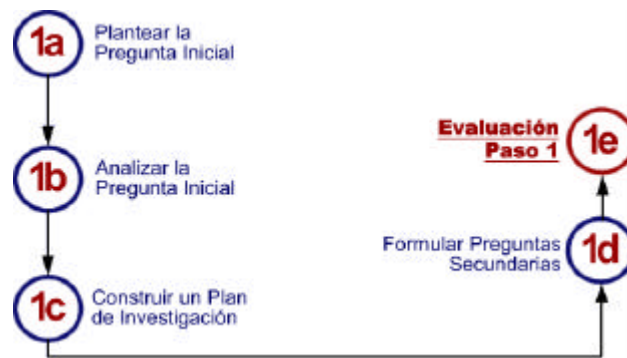 1a
Plantear la
Pregunta Inicial
1b
Analizar la
Pregunta Inicial
1c
Construir un Plan
de Investigación
Formular Preguntas
Secundarias
1d
Evaluación
Paso 1
1e